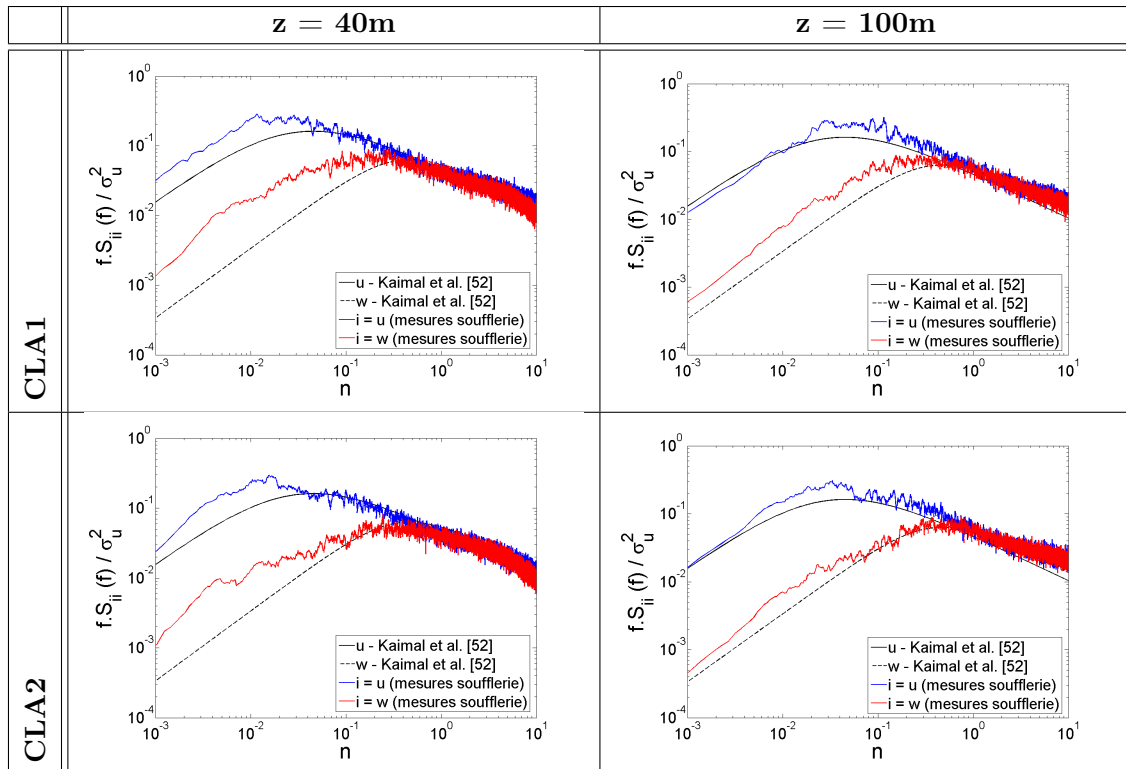 z = 40m
z = 100m
CLA1
f.S_ii (f) / σ_u^2
10^0
10^-1
10^-2
10^-3
10^-4
10^-3
10^-2
10^-1
10^0
10^1
n
u - Kaimal et al. [52]
w - Kaimal et al. [52]
i = u (mesures soufflerie)
i = w (mesures soufflerie)
f.S_ii (f) / σ_u^2
10^0
10^-1
10^-2
10^-3
10^-4
10^-3
10^-2
10^-1
10^0
10^1
n
u - Kaimal et al. [52]
w - Kaimal et al. [52]
i = u (mesures soufflerie)
i = w (mesures soufflerie)
CLA2
f.S_ii (f) / σ_u^2
10^0
10^-1
10^-2
10^-3
10^-4
10^-3
10^-2
10^-1
10^0
10^1
n
u - Kaimal et al. [52]
w - Kaimal et al. [52]
i = u (mesures soufflerie)
i = w (mesures soufflerie)
f.S_ii (f) / σ_u^2
10^0
10^-1
10^-2
10^-3
10^-4
10^-3
10^-2
10^-1
10^0
10^1
n
u - Kaimal et al. [52]
w - Kaimal et al. [52]
i = u (mesures soufflerie)
i = w (mesures soufflerie)